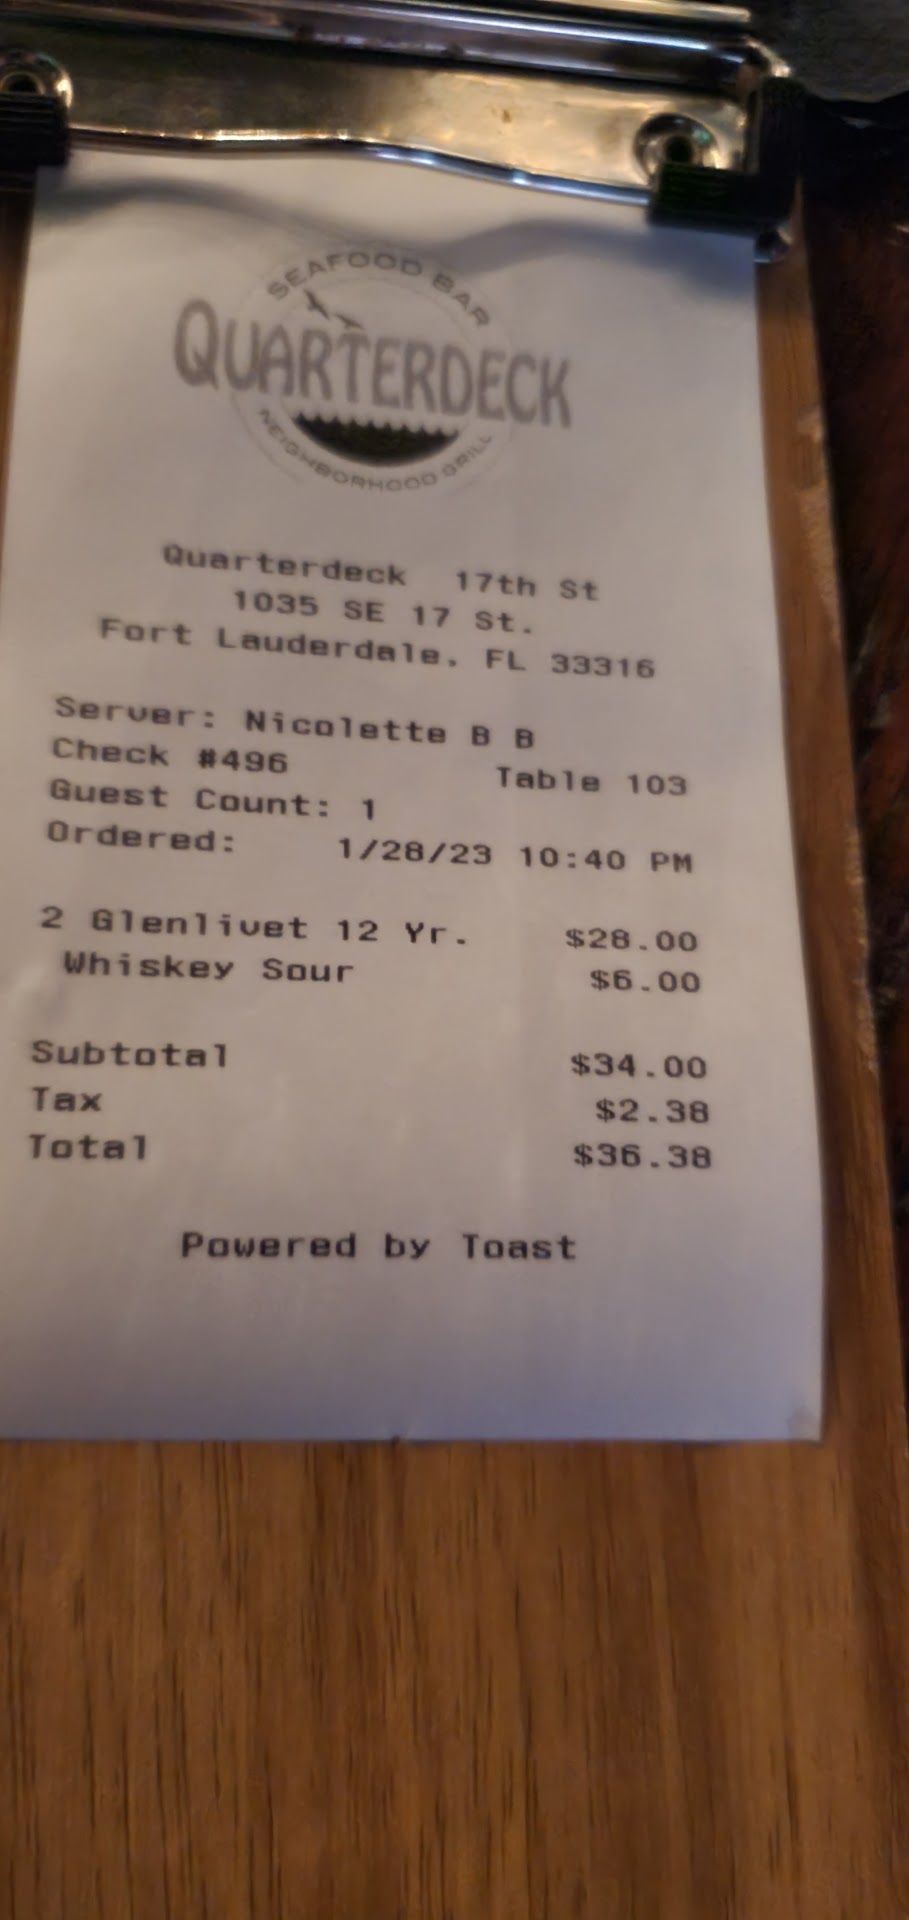 SEAFOOD BAR
QUARTERDECK
NEIGHBORHOOD GRILL
Quarterdeck 17th St
1035 SE 17 St.
Fort Lauderdale, FL 33316
Server: Nicolette B B
Check #496 Table 103
Guest Count: 1
Ordered: 1/28/23 10:40 PM
2 Glenlivet 12 Yr. $28.00
Whiskey Sour $6.00
Subtotal $34.00
Tax $2.38
Total $36.38
Powered by Toast